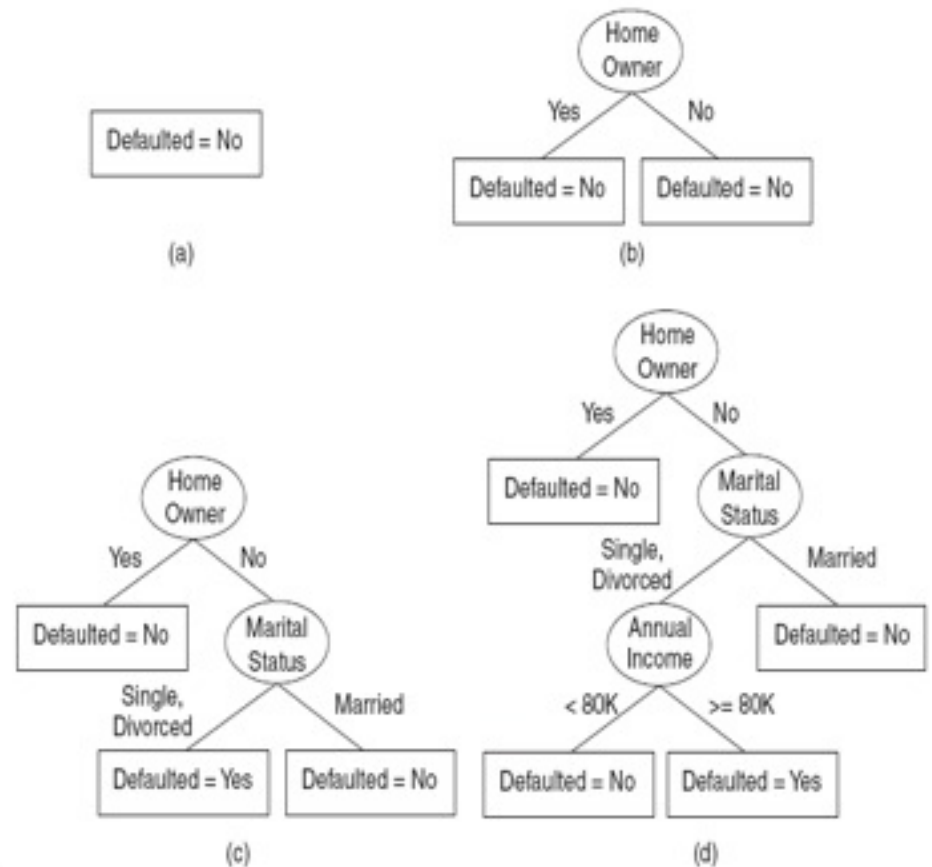 Defaulted = No
(a)
Home
Owner
Yes
No
Defaulted = No
Defaulted = No
(b)
Home
Owner
Yes
No
Defaulted = No
Marital
Status
Single,
Divorced
Married
Defaulted = Yes
Defaulted = No
(c)
Home
Owner
Yes
No
Defaulted = No
Marital
Status
Single,
Divorced
Married
Annual
Income
Defaulted = No
< 80K
>= 80K
Defaulted = No
Defaulted = Yes
(d)